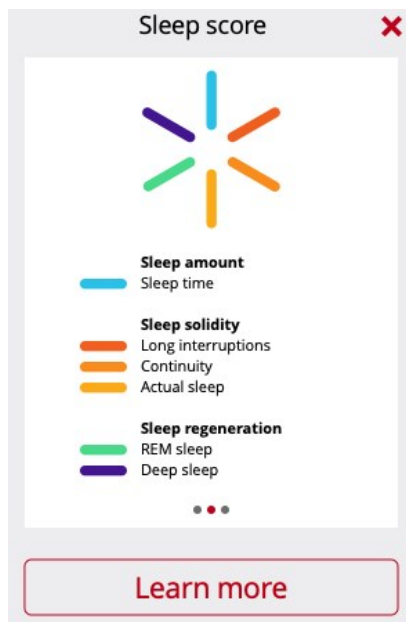 Sleep score
Sleep amount
Sleep time
Sleep solidity
Long interruptions
Continuity
Actual sleep
Sleep regeneration
REM sleep
Deep sleep
Learn more